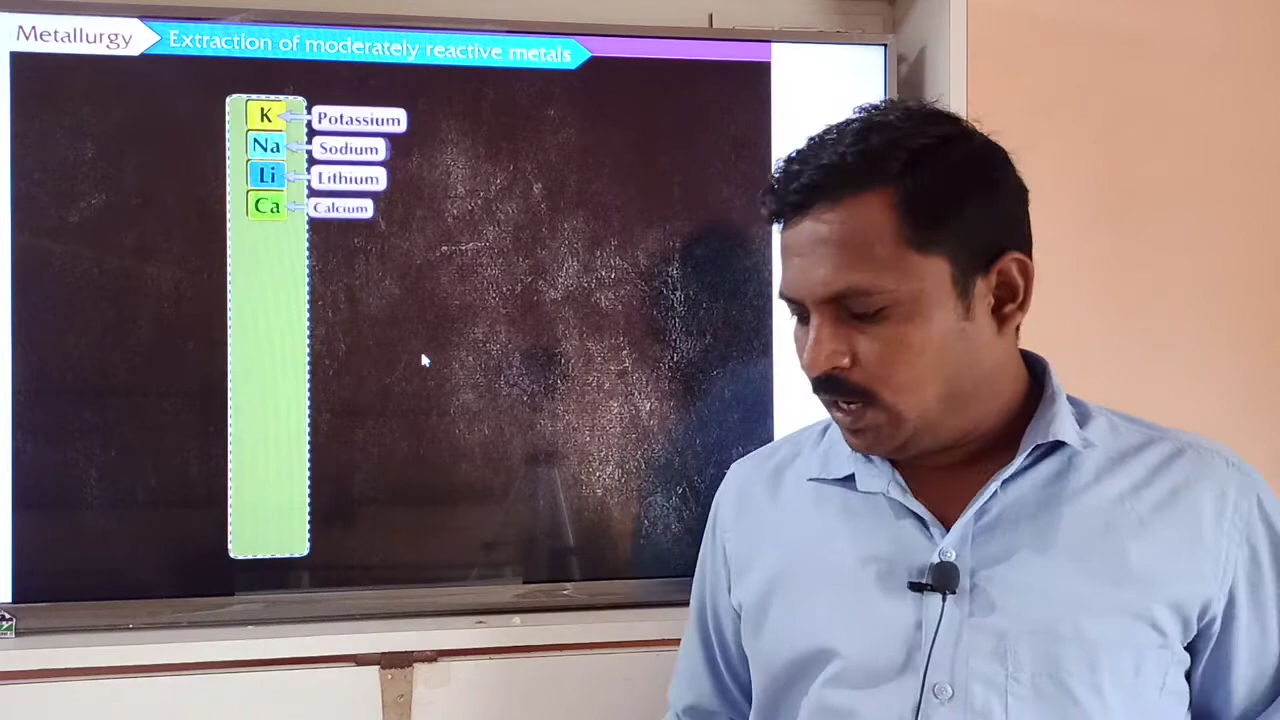 Metallurgy
Extraction of moderately reactive metals
K Potassium
Na Sodium
Li Lithium
Ca Calcium